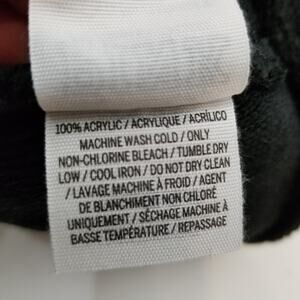 100% ACRYLIC / ACRYLIQUE / ACRÍLICO
MACHINE WASH COLD / ONLY
NON-CHLORINE BLEACH / TUMBLE DRY
LOW / COOL IRON / DO NOT DRY CLEAN
/ LAVAGE MACHINE À FROID / AGENT
DE BLANCHIMENT NON CHLORÉ
UNIQUEMENT / SÉCHAGE MACHINE À
BASSE TEMPÉRATURE / REPASSAGE